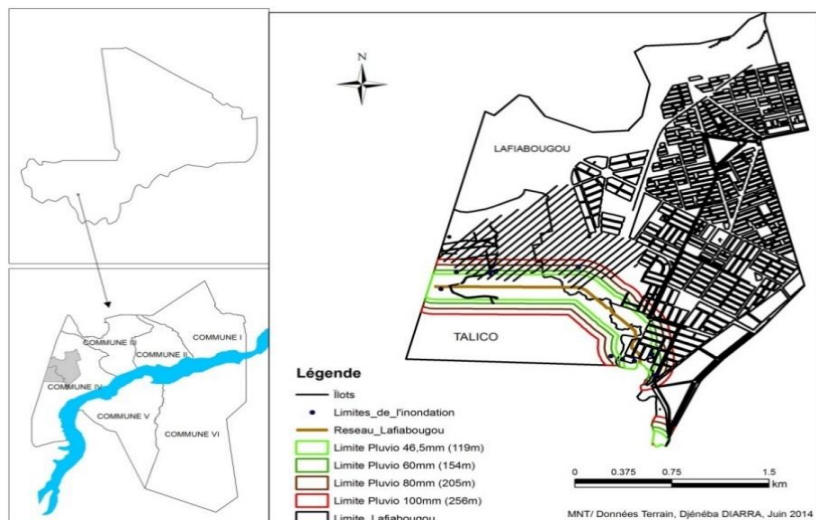 N
LAFIABOUGOU
TALICO
COMMUNE I
COMMUNE III
COMMUNE II
COMMUNE IV
COMMUNE V
COMMUNE VI
Légende
Îlots
Limites_de_l'inondation
Reseau_Lafiabougou
Limite Pluvio 46,5mm (119m)
Limite Pluvio 60mm (154m)
Limite Pluvio 80mm (205m)
Limite Pluvio 100mm (256m)
Limite_Lafiabougou
0 0.375 0.75 1.5
km
MNT/ Données Terrain, Djénéba DIARRA, Juin 2014